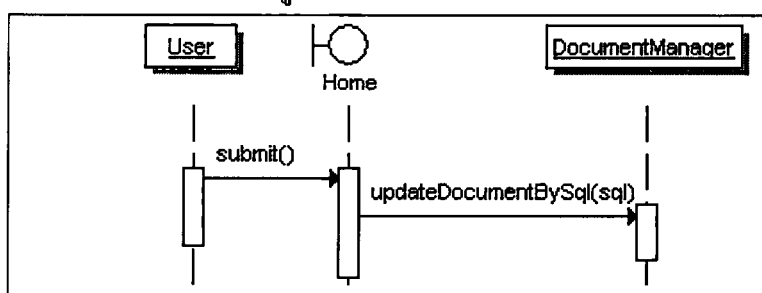 User
DocumentManager
Home
submit()
updateDocumentBySql(sql)